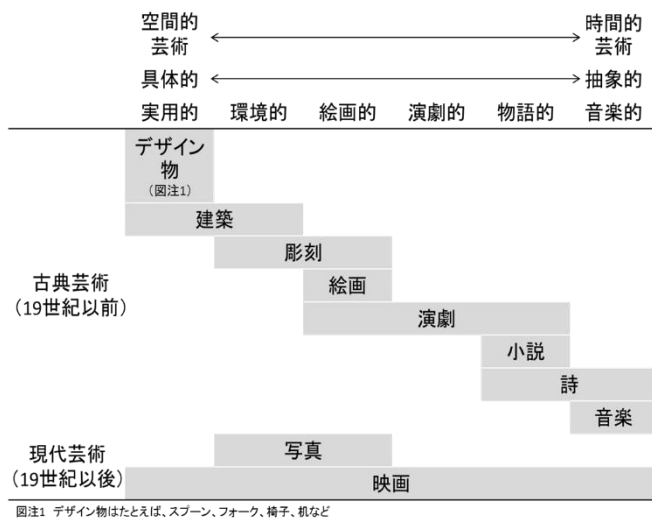 空間的
芸術
時間的
芸術
具体的
抽象的
実用的 環境的 絵画的 演劇的 物語的 音楽的
デザイン
物
(図注1)
建築
彫刻
古典芸術
(19世紀以前)
絵画
演劇
小説
詩
音楽
現代芸術
(19世紀以後)
写真
映画
図注1 デザイン物はたとえば、スプーン、フォーク、椅子、机など